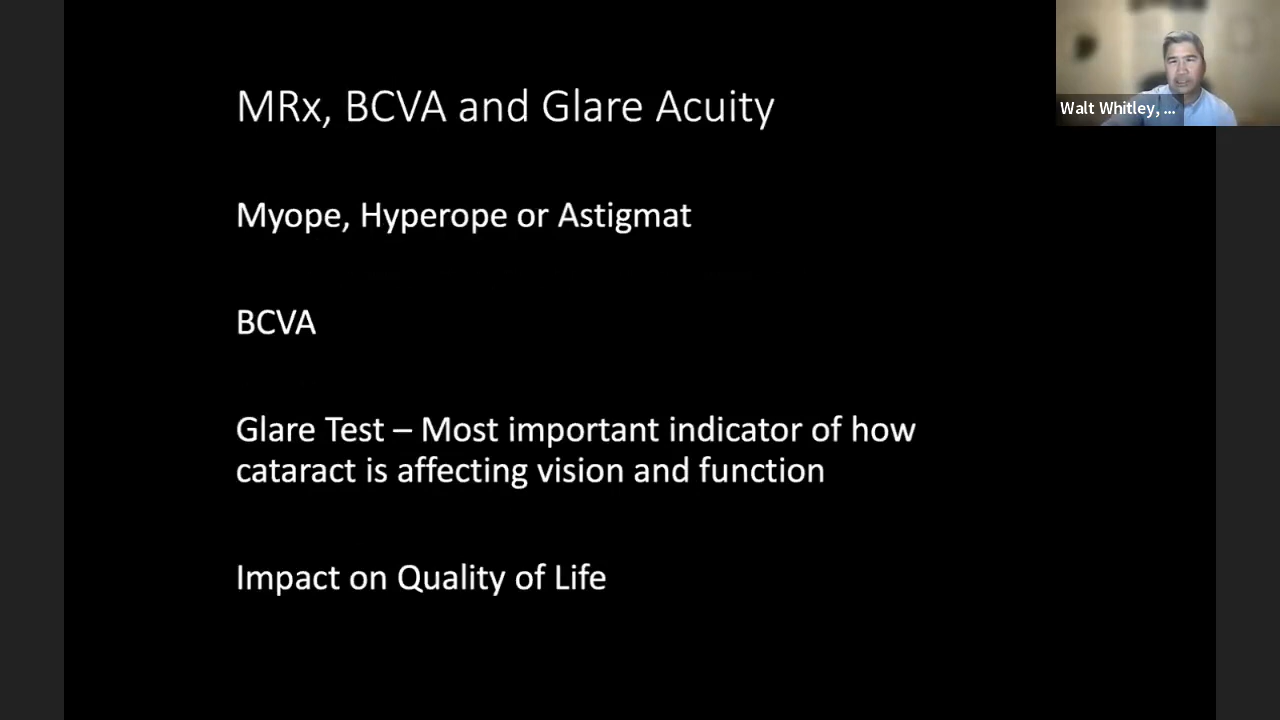 MRx, BCVA and Glare Acuity
Walt Whitley, ...
Myope, Hyperope or Astigmat
BCVA
Glare Test – Most important indicator of how
cataract is affecting vision and function
Impact on Quality of Life